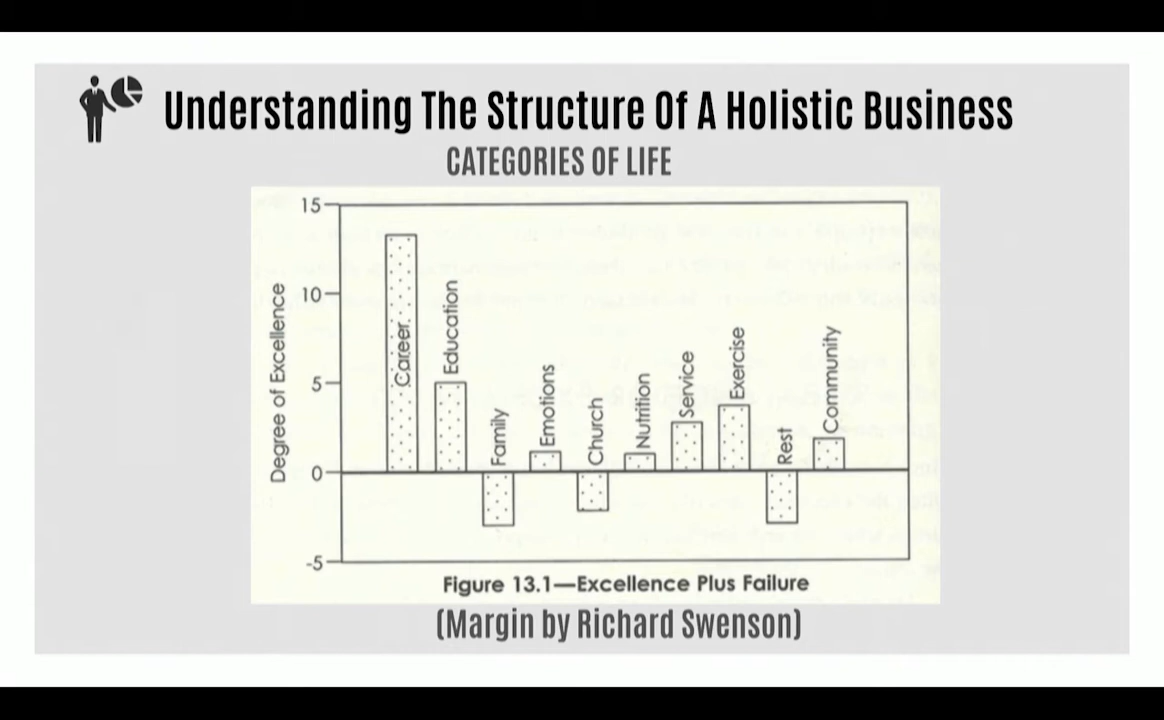 Understanding The Structure Of A Holistic Business
CATEGORIES OF LIFE
15
10
5
0
-5
Degree of Excellence
Career
Education
Family
Emotions
Church
Nutrition
Service
Exercise
Rest
Community
Figure 13.1—Excellence Plus Failure
(Margin by Richard Swenson)